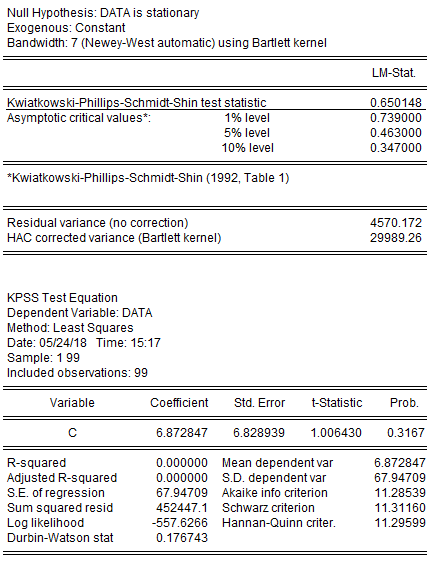 Null Hypothesis: DATA is stationary
Exogenous: Constant
Bandwidth: 7 (Newey-West automatic) using Bartlett kernel
LM-Stat.
Kwiatkowski-Phillips-Schmidt-Shin test statistic 0.650148
Asymptotic critical values*: 1% level 0.739000
5% level 0.463000
10% level 0.347000
*Kwiatkowski-Phillips-Schmidt-Shin (1992, Table 1)
Residual variance (no correction) 4570.172
HAC corrected variance (Bartlett kernel) 29989.26
KPSS Test Equation
Dependent Variable: DATA
Method: Least Squares
Date: 05/24/18 Time: 15:17
Sample: 1 99
Included observations: 99
Variable Coefficient Std. Error t-Statistic Prob.
C 6.872847 6.828939 1.006430 0.3167
R-squared 0.000000 Mean dependent var 6.872847
Adjusted R-squared 0.000000 S.D. dependent var 67.94709
S.E. of regression 67.94709 Akaike info criterion 11.28539
Sum squared resid 452447.1 Schwarz criterion 11.31160
Log likelihood -557.6266 Hannan-Quinn criter. 11.29599
Durbin-Watson stat 0.176743